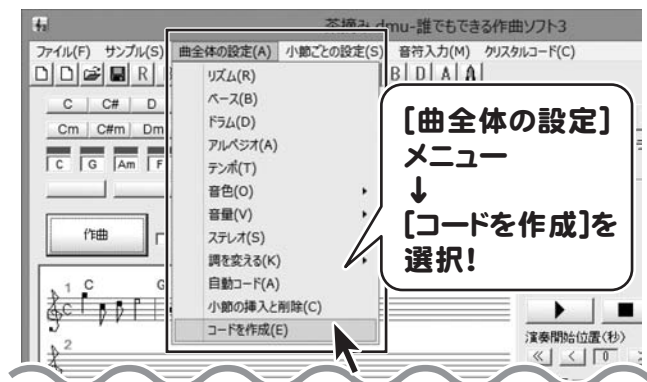 茶摘み.dmu-誰でもできる作曲ソフト3
ファイル(F) サンプル(S) 曲全体の設定(A) 小節ごとの設定(S) 音符入力(M) クリスタルコード(C)
R B D A A
C C# D
Cm C#m Dm
C G Am F
作曲
リズム(R)
ベース(B)
ドラム(D)
アルペジオ(A)
テンポ(T)
音色(O)
音量(V)
ステレオ(S)
調を変える(K)
自動コード(A)
小節の挿入と削除(C)
コードを作成(E)
[曲全体の設定]
メニュー
↓
[コードを作成]を
選択!
1 C G
C
2
演奏開始位置(秒)
≪ < 0 >